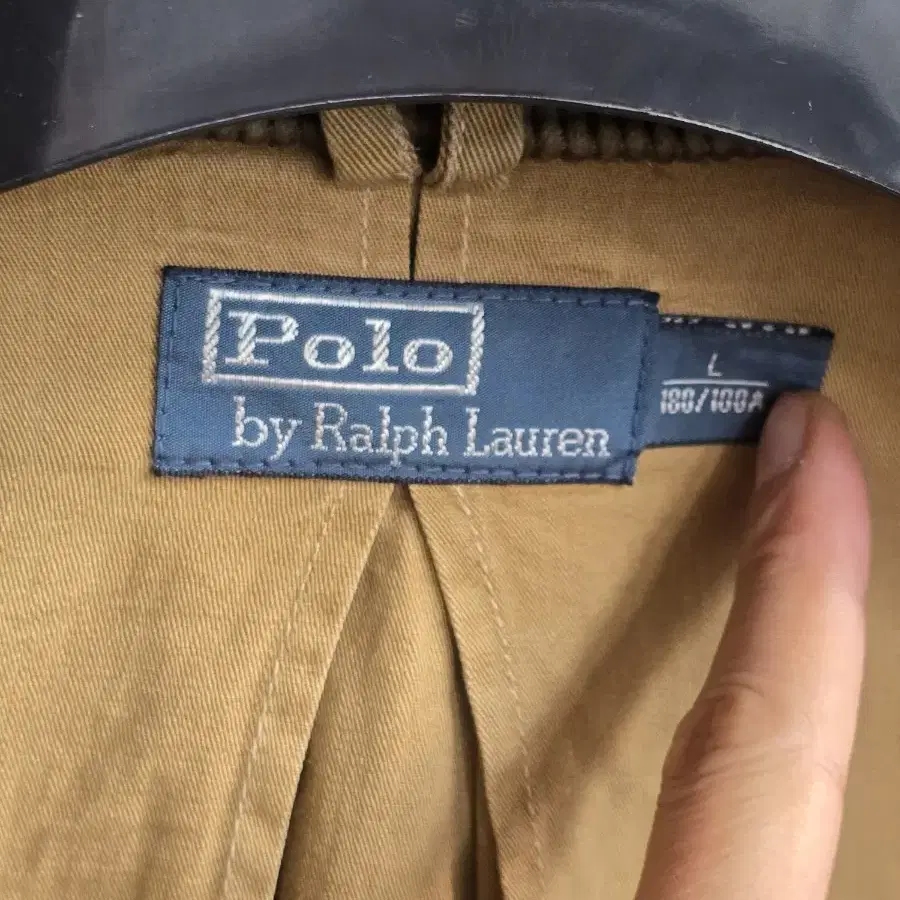 Polo
by Ralph Lauren
L
180/100A